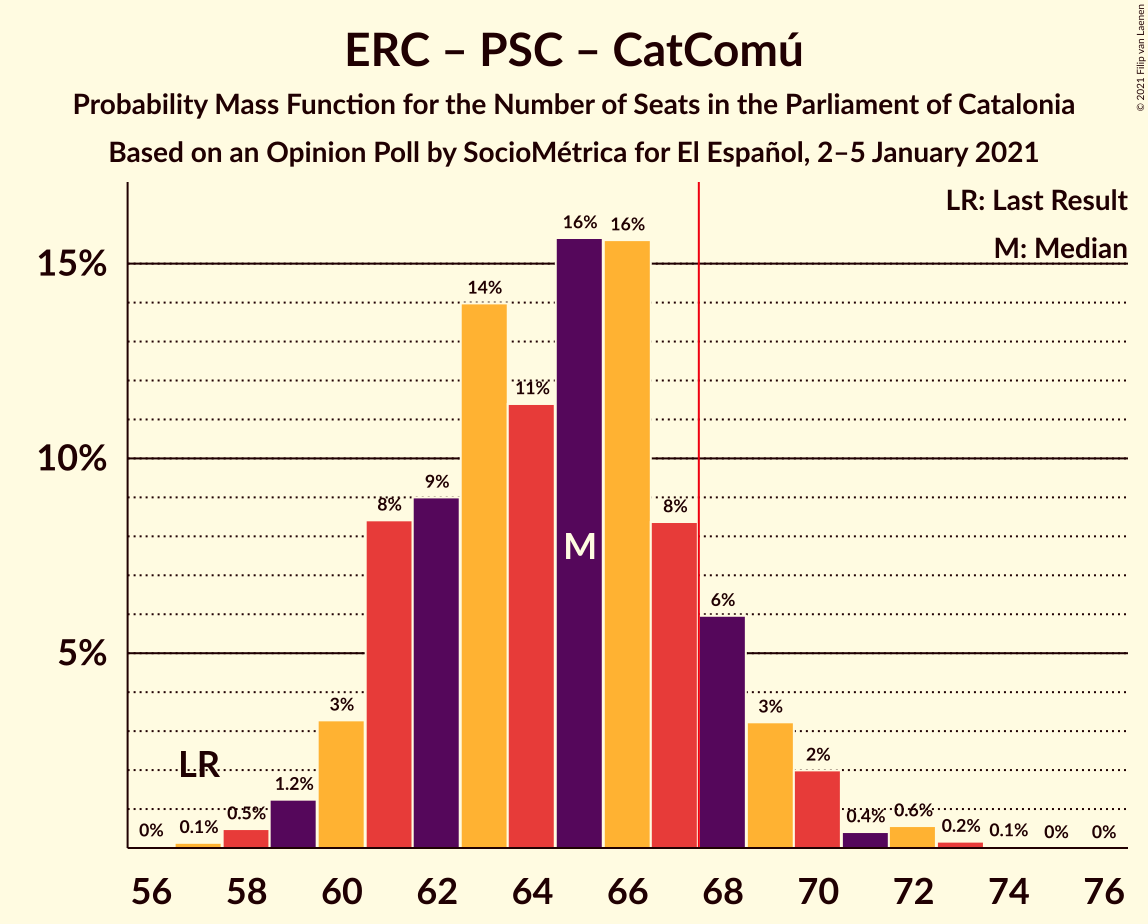 ERC – PSC – CatComú
Probability Mass Function for the Number of Seats in the Parliament of Catalonia
Based on an Opinion Poll by SocioMétrica for El Español, 2–5 January 2021
© 2021 Filip van Laenen
LR: Last Result
M: Median
15%
10%
5%
0%
0.1%
0.5%
1.2%
3%
8%
9%
14%
11%
16%
16%
8%
6%
3%
2%
0.4%
0.6%
0.2%
0.1%
0%
0%
LR
M
56 58 60 62 64 66 68 70 72 74 76